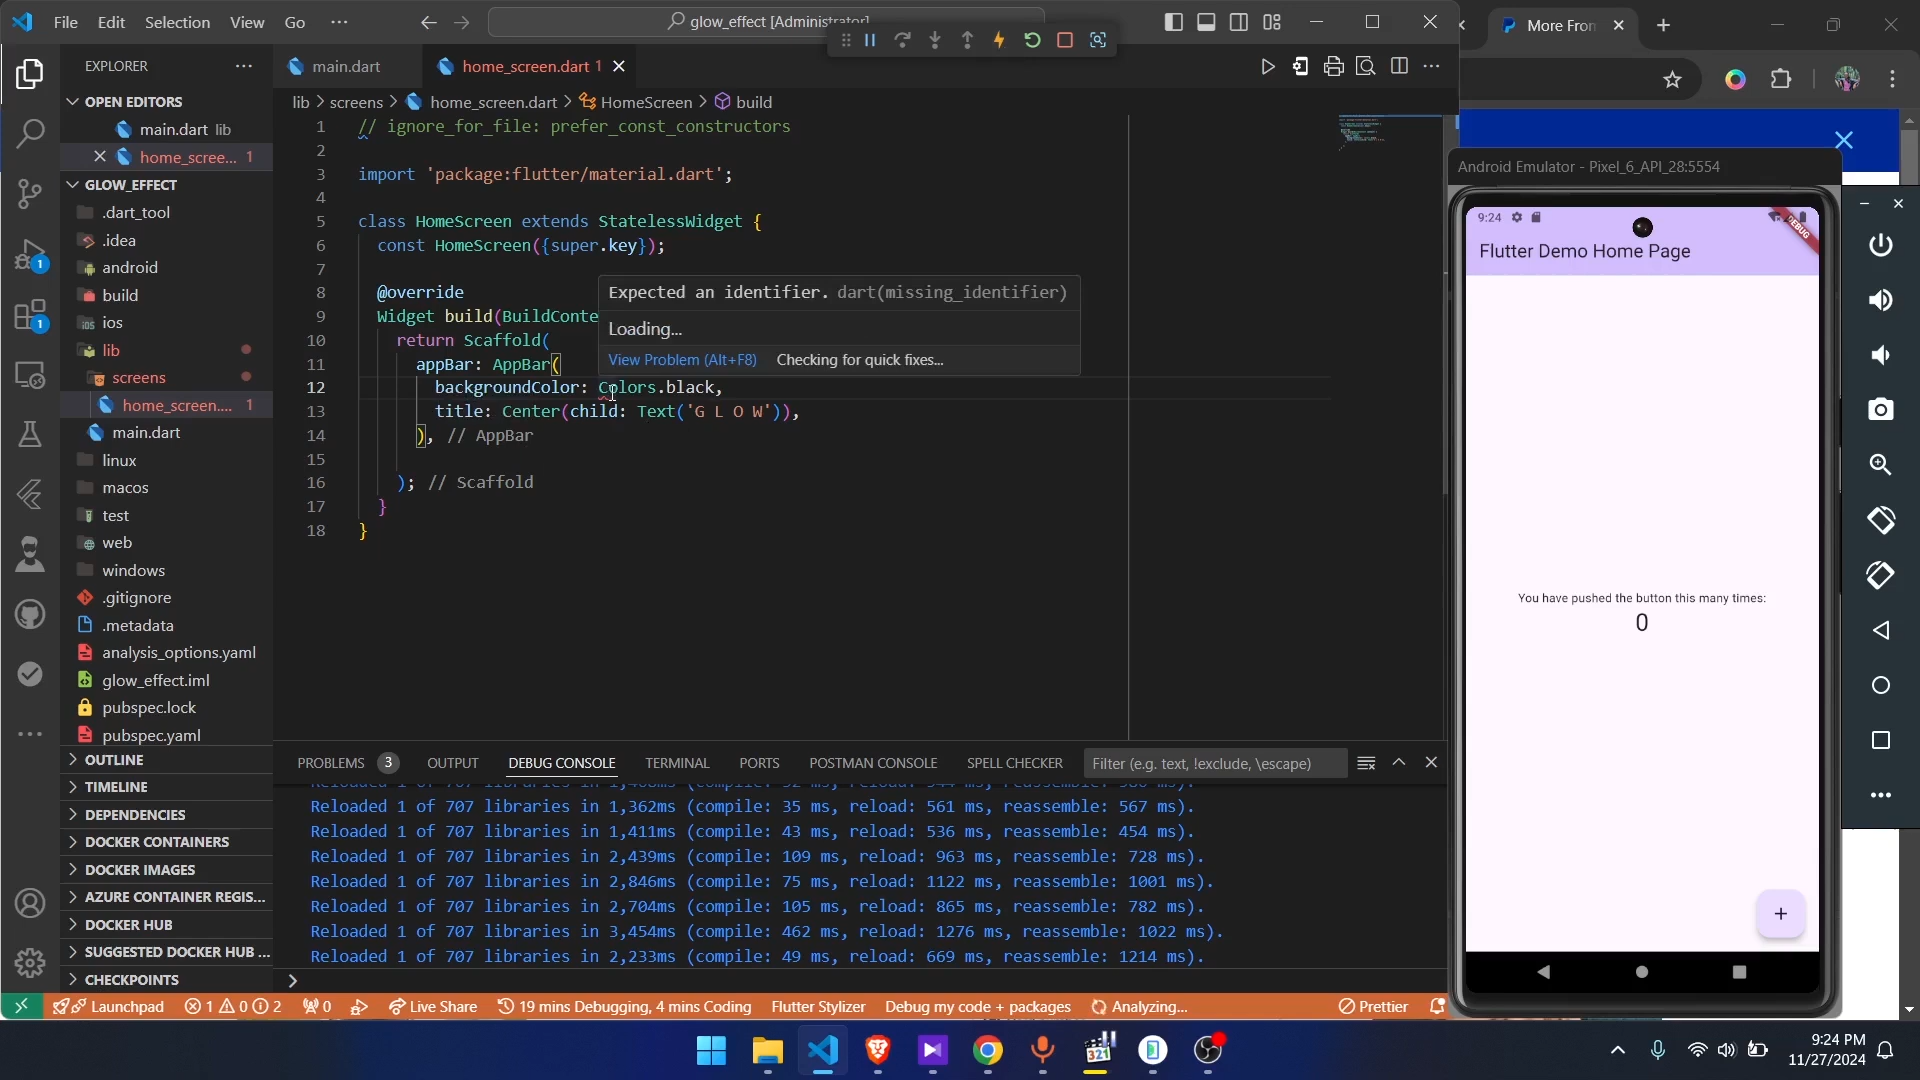 File Edit Selection View Go ··· glow_effect [Administrator]
More Fron
EXPLORER
OPEN EDITORS
main.dart lib
home_scree... 1
GLOW_EFFECT
.dart_tool
.idea
android
build
ios
lib
screens
home_screen.... 1
main.dart
linux
macos
test
web
windows
.gitignore
.metadata
analysis_options.yaml
glow_effect.iml
pubspec.lock
pubspec.yaml
OUTLINE
TIMELINE
DEPENDENCIES
DOCKER CONTAINERS
DOCKER IMAGES
AZURE CONTAINER REGIS...
DOCKER HUB
SUGGESTED DOCKER HUB ...
CHECKPOINTS
1
1
main.dart home_screen.dart 1
lib > screens > home_screen.dart > HomeScreen > build
1 // ignore_for_file: prefer_const_constructors
2
3 import 'package:flutter/material.dart';
4
5 class HomeScreen extends StatelessWidget {
6 const HomeScreen({super.key});
7
8 @override
9 Widget build(BuildConte
10 return Scaffold(
11 appBar: AppBar(
12 backgroundColor: Colors.black,
13 title: Center(child: Text('G L O W')),
14 ), // AppBar
15
16 ); // Scaffold
17 }
18 }
Expected an identifier. dart(missing_identifier)
Loading...
View Problem (Alt+F8) Checking for quick fixes...
PROBLEMS 3 OUTPUT DEBUG CONSOLE TERMINAL PORTS POSTMAN CONSOLE SPELL CHECKER Filter (e.g. text, !exclude, \escape)
Reloaded 1 of 707 libraries in 1,362ms (compile: 35 ms, reload: 561 ms, reassemble: 567 ms).
Reloaded 1 of 707 libraries in 1,411ms (compile: 43 ms, reload: 536 ms, reassemble: 454 ms).
Reloaded 1 of 707 libraries in 2,439ms (compile: 109 ms, reload: 963 ms, reassemble: 728 ms).
Reloaded 1 of 707 libraries in 2,846ms (compile: 75 ms, reload: 1122 ms, reassemble: 1001 ms).
Reloaded 1 of 707 libraries in 2,704ms (compile: 105 ms, reload: 865 ms, reassemble: 782 ms).
Reloaded 1 of 707 libraries in 3,454ms (compile: 462 ms, reload: 1276 ms, reassemble: 1022 ms).
Reloaded 1 of 707 libraries in 2,233ms (compile: 49 ms, reload: 669 ms, reassemble: 1214 ms).
Launchpad 1 0 2 0 Live Share 19 mins Debugging, 4 mins Coding Flutter Stylizer Debug my code + packages Analyzing... Prettier
Android Emulator - Pixel_6_API_28:5554
9:24
DEBUG
Flutter Demo Home Page
You have pushed the button this many times:
0
+
321
9:24 PM
11/27/2024